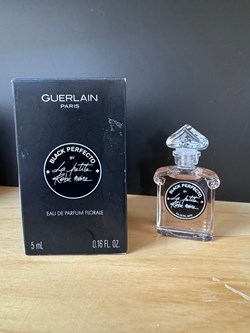 GUERLAIN
PARIS
BLACK PERFECTO
BY
La petite
Robe noire
EAU DE PARFUM FLORALE
5 mL 0.16 FL. OZ.
BLACK PERFECTO
BY
La petite
Robe noire
GUERLAIN